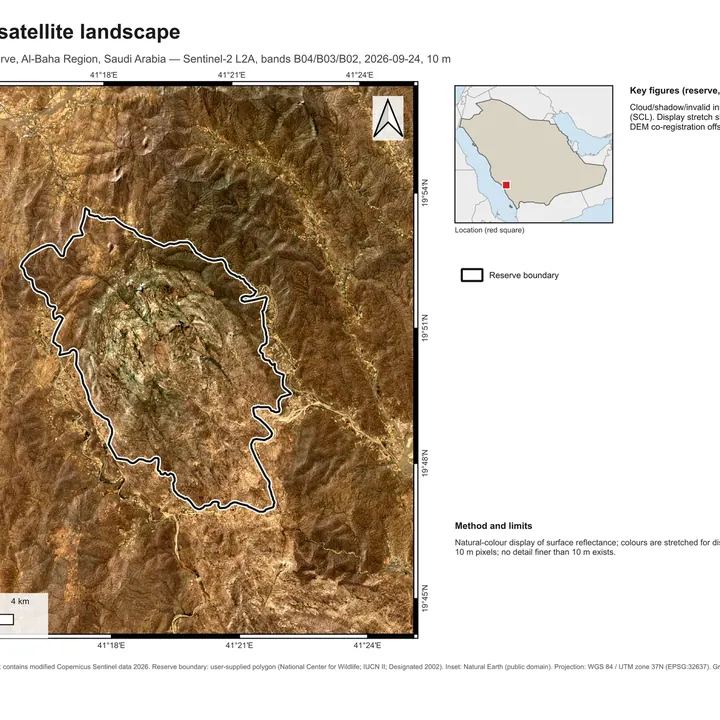 satellite landscape
rve, Al-Baha Region, Saudi Arabia — Sentinel-2 L2A, bands B04/B03/B02, 2026-09-24, 10 m
41°18'E
41°21'E
41°24'E
19°54'N
19°51'N
19°48'N
19°45'N
4 km
41°18'E
41°21'E
41°24'E
Location (red square)
Reserve boundary
Key figures (reserve,
Cloud/shadow/invalid in
(SCL). Display stretch s
DEM co-registration offs
Method and limits
Natural-colour display of surface reflectance; colours are stretched for dis
10 m pixels; no detail finer than 10 m exists.
: contains modified Copernicus Sentinel data 2026. Reserve boundary: user-supplied polygon (National Center for Wildlife; IUCN II; Designated 2002). Inset: Natural Earth (public domain). Projection: WGS 84 / UTM zone 37N (EPSG:32637). Gr